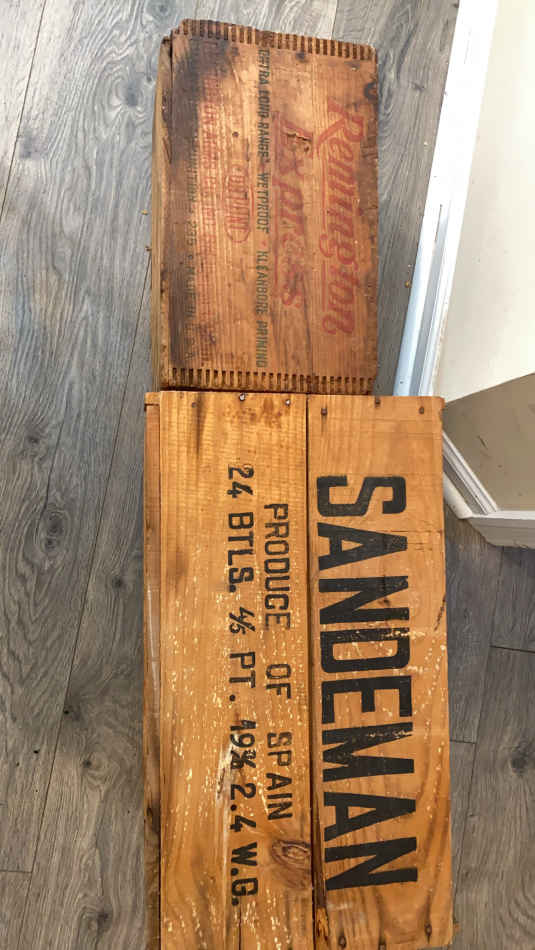 Remington
Express
EXTRA LONG RANGE WETPROOF • KLEANBORE PRIMING
DUPONT
SANDEMAN
PRODUCE OF SPAIN
24 BTLS. ⅘ PT. 19% 2.4 W.G.